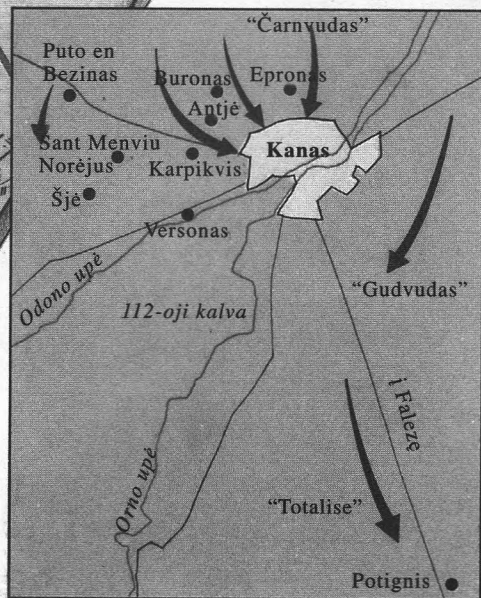 “Čarnvudas”
Puto en
Bezinas
Buronas
Epronas
Antjė
Sant Menviu
Norėjus
Karpikvis
Kanas
Šjė
Versonas
Odono upė
“Gudvudas”
112-oji kalva
į Falezę
Orno upė
“Totalise”
Potignis